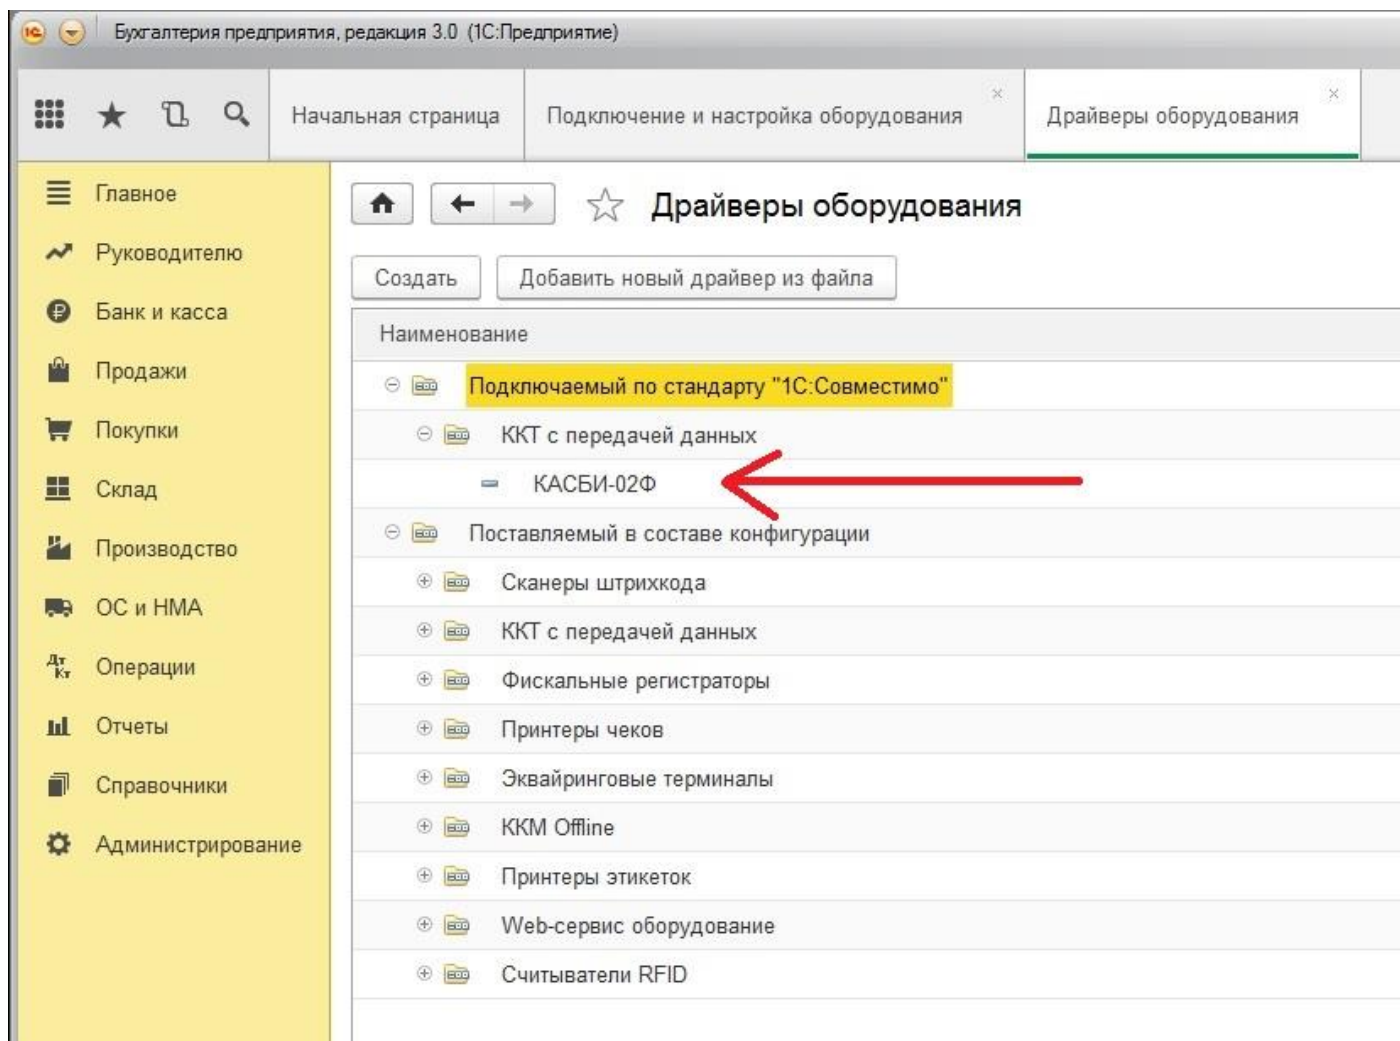 1С Бухгалтерия предприятия, редакция 3.0 (1С:Предприятие)
Начальная страница
Подключение и настройка оборудования
Драйверы оборудования
Главное
Руководителю
Банк и касса
Продажи
Покупки
Склад
Производство
ОС и НМА
Дт Кт Операции
Отчеты
Справочники
Администрирование
Драйверы оборудования
Создать
Добавить новый драйвер из файла
Наименование
Подключаемый по стандарту "1С:Совместимо"
ККТ с передачей данных
КАСБИ-02Ф
Поставляемый в составе конфигурации
Сканеры штрихкода
ККТ с передачей данных
Фискальные регистраторы
Принтеры чеков
Эквайринговые терминалы
ККМ Offline
Принтеры этикеток
Web-сервис оборудование
Считыватели RFID